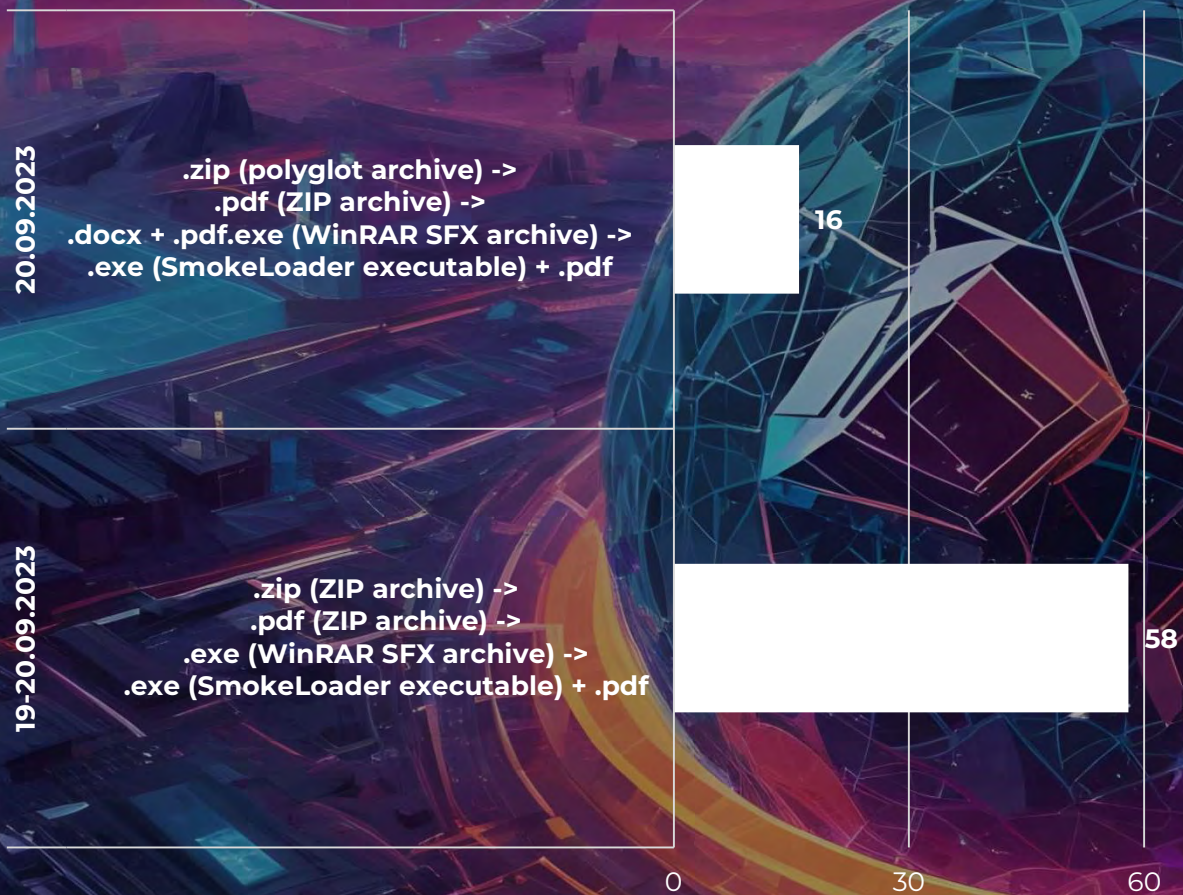 20.09.2023
.zip (polyglot archive) ->
.pdf (ZIP archive) ->
.docx + .pdf.exe (WinRAR SFX archive) ->
.exe (SmokeLoader executable) + .pdf
16
19-20.09.2023
.zip (ZIP archive) ->
.pdf (ZIP archive) ->
.exe (WinRAR SFX archive) ->
.exe (SmokeLoader executable) + .pdf
58
0 30 60